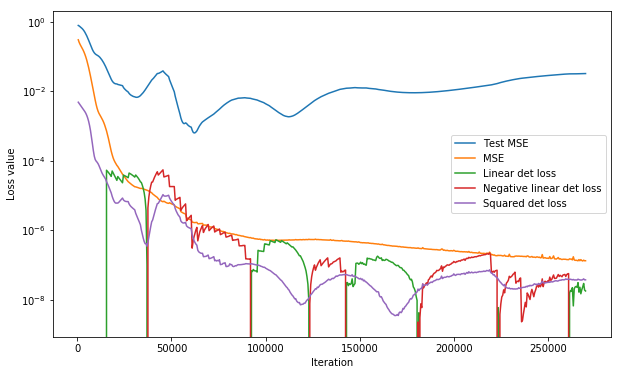 10⁰
10⁻²
10⁻⁴
10⁻⁶
10⁻⁸
Loss value
Test MSE
MSE
Linear det loss
Negative linear det loss
Squared det loss
0 50000 100000 150000 200000 250000
Iteration